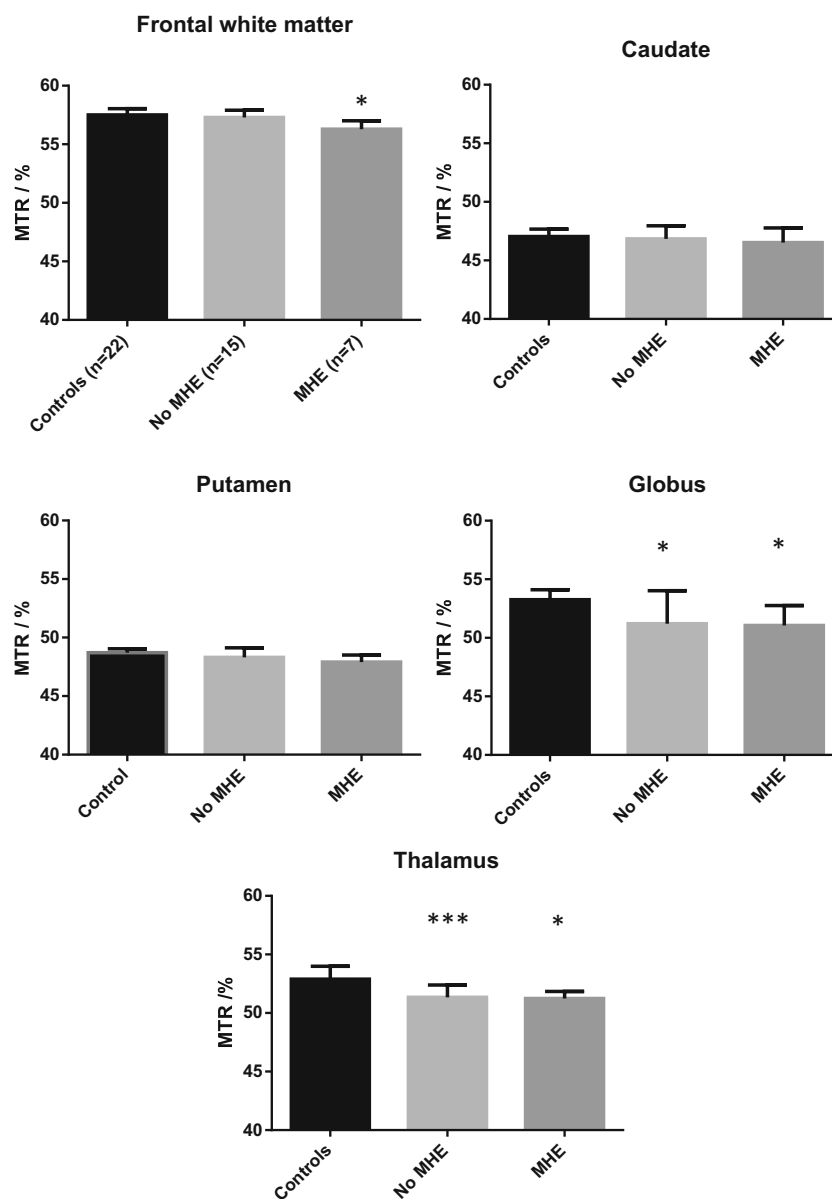 Frontal white matter
MTR / %
60
55
50
45
40
*
Controls (n=22)
No MHE (n=15)
MHE (n=7)
Caudate
MTR / %
60
55
50
45
40
Controls
No MHE
MHE
Putamen
MTR / %
60
55
50
45
40
Control
No MHE
MHE
Globus
MTR / %
60
55
50
45
40
*
*
Controls
No MHE
MHE
Thalamus
MTR /%
60
55
50
45
40
***
*
Controls
No MHE
MHE